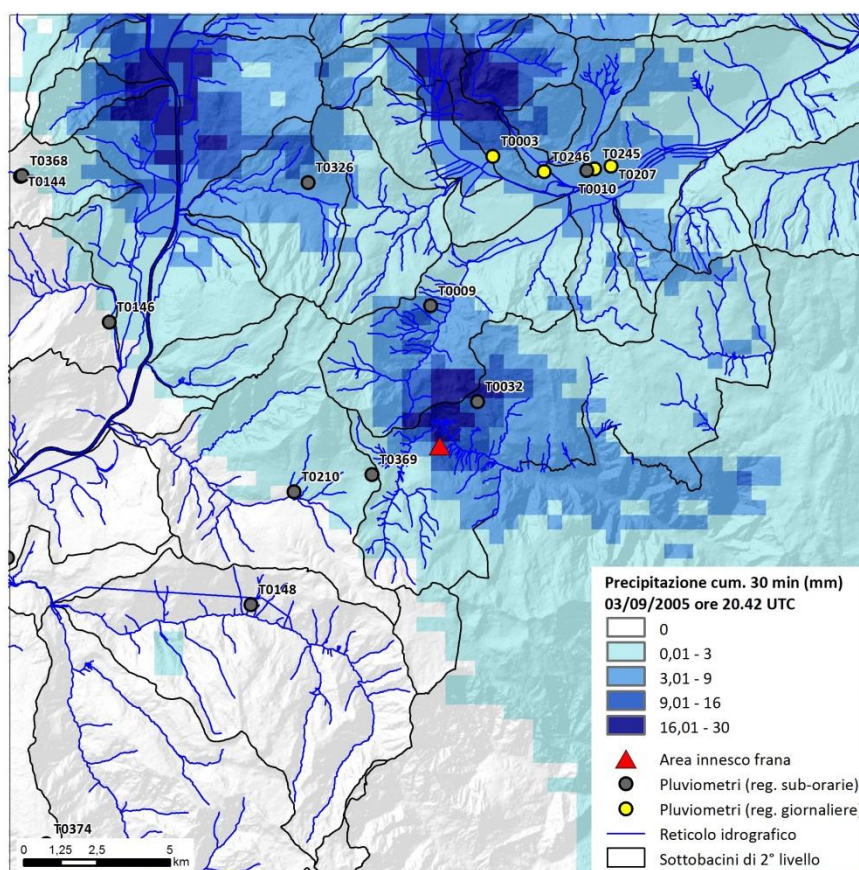 T0003
T0246
T0245
T0207
T0010
T0368
T0144
T0326
T0009
T0146
T0032
T0369
T0210
T0148
T0374
0 1,25 2,5 5
km
Precipitazione cum. 30 min (mm)
03/09/2005 ore 20.42 UTC
0
0,01 - 3
3,01 - 9
9,01 - 16
16,01 - 30
Area innesco frana
Pluviometri (reg. sub-orarie)
Pluviometri (reg. giornaliere)
Reticolo idrografico
Sottobacini di 2° livello